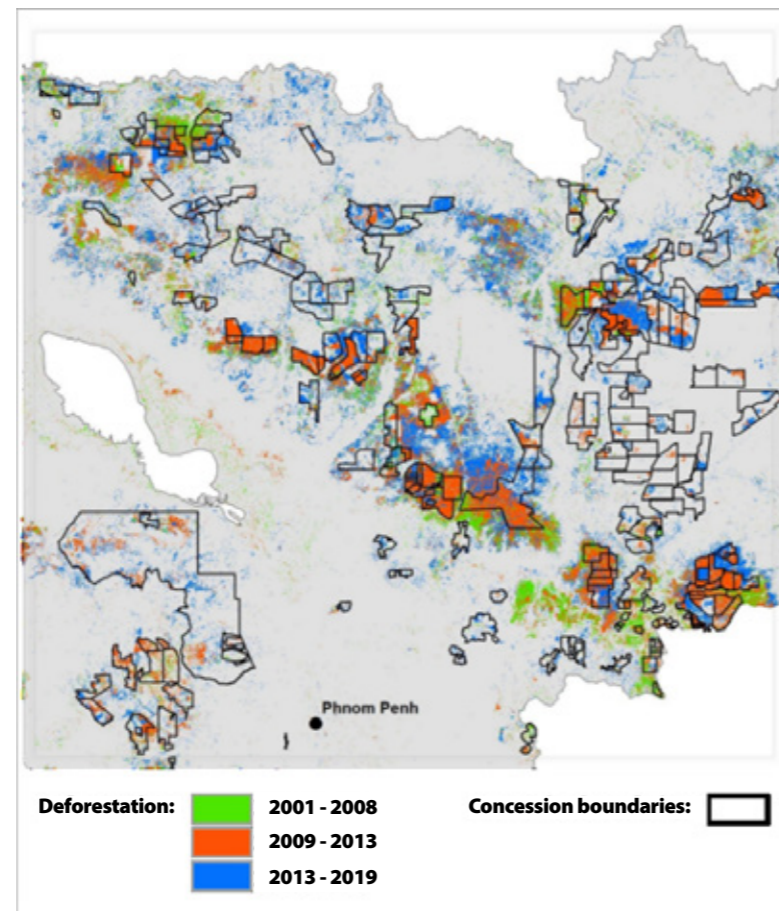 Phnom Penh
Deforestation: 2001 - 2008 Concession boundaries:
2009 - 2013
2013 - 2019